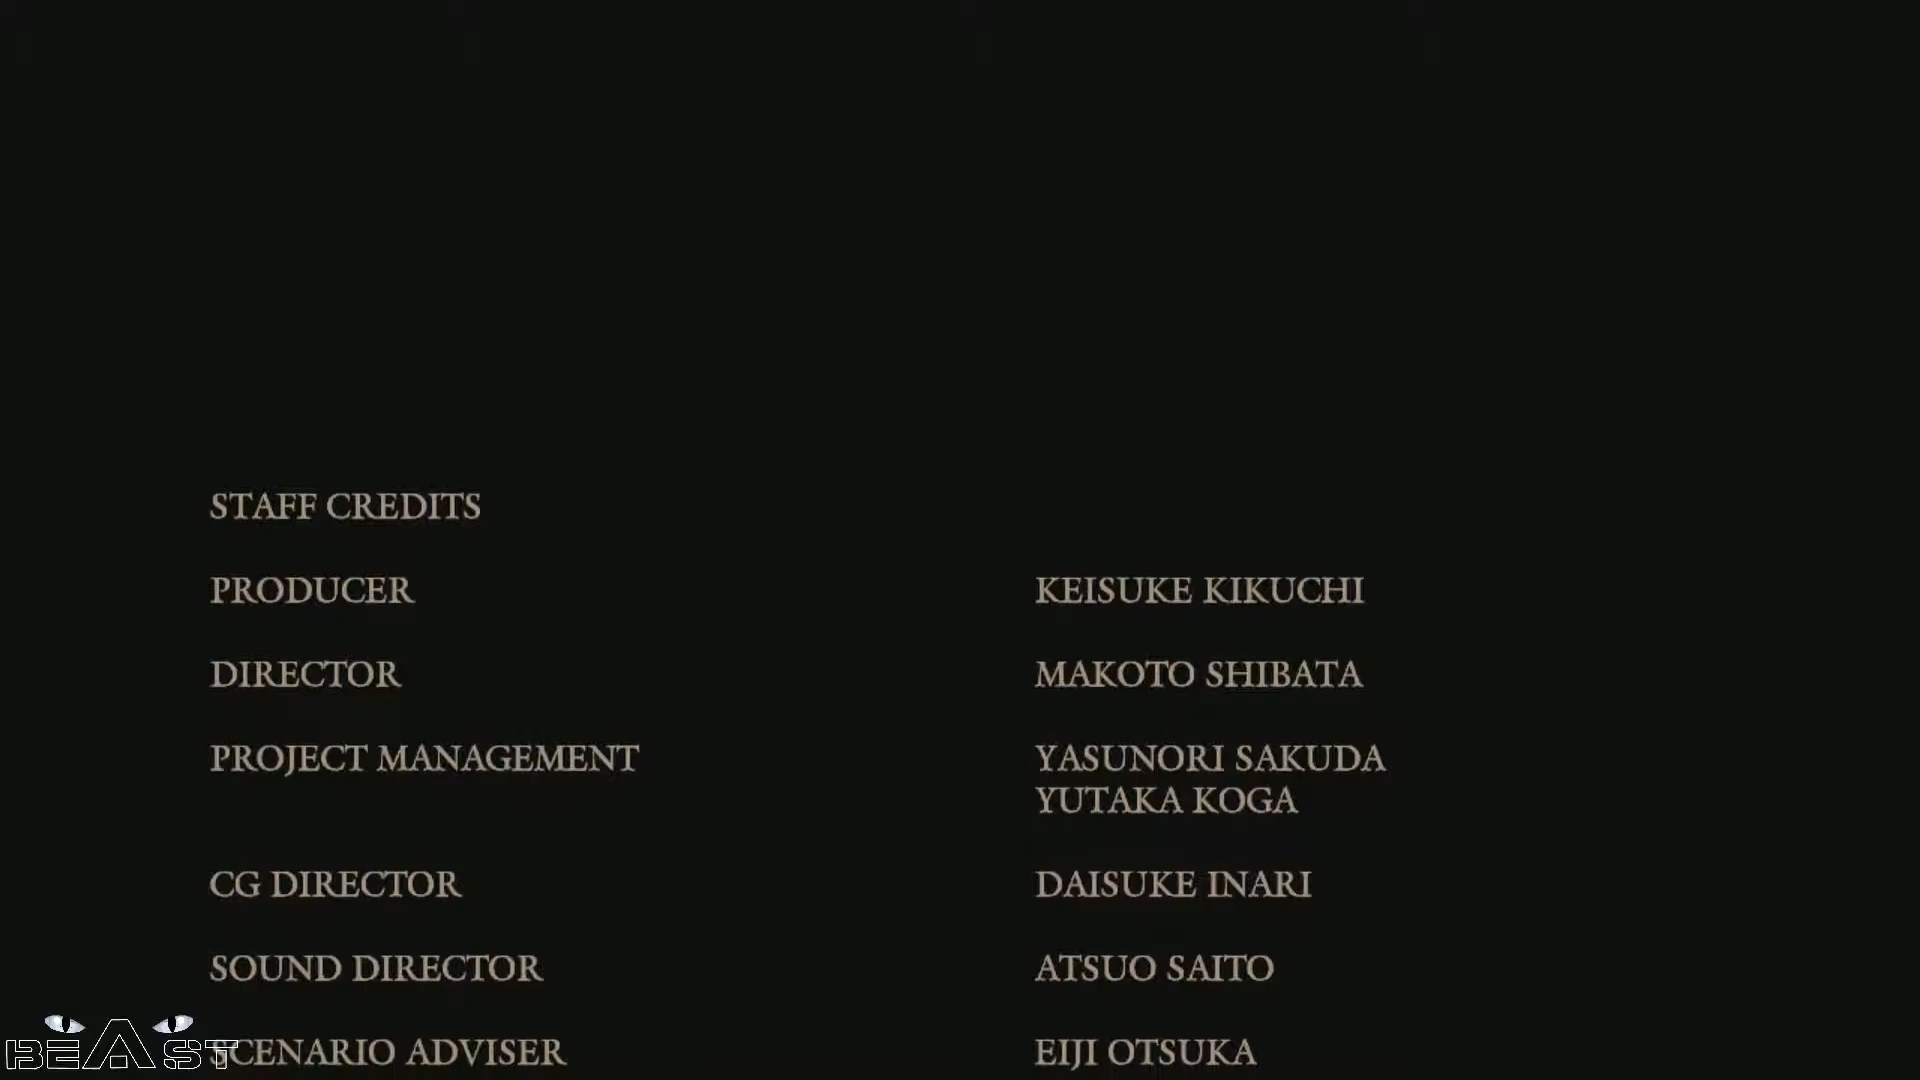 STAFF CREDITS
PRODUCER KEISUKE KIKUCHI
DIRECTOR MAKOTO SHIBATA
PROJECT MANAGEMENT YASUNORI SAKUDA
YUTAKA KOGA
CG DIRECTOR DAISUKE INARI
SOUND DIRECTOR ATSUO SAITO
SCENARIO ADVISER EIJI OTSUKA
BEAST